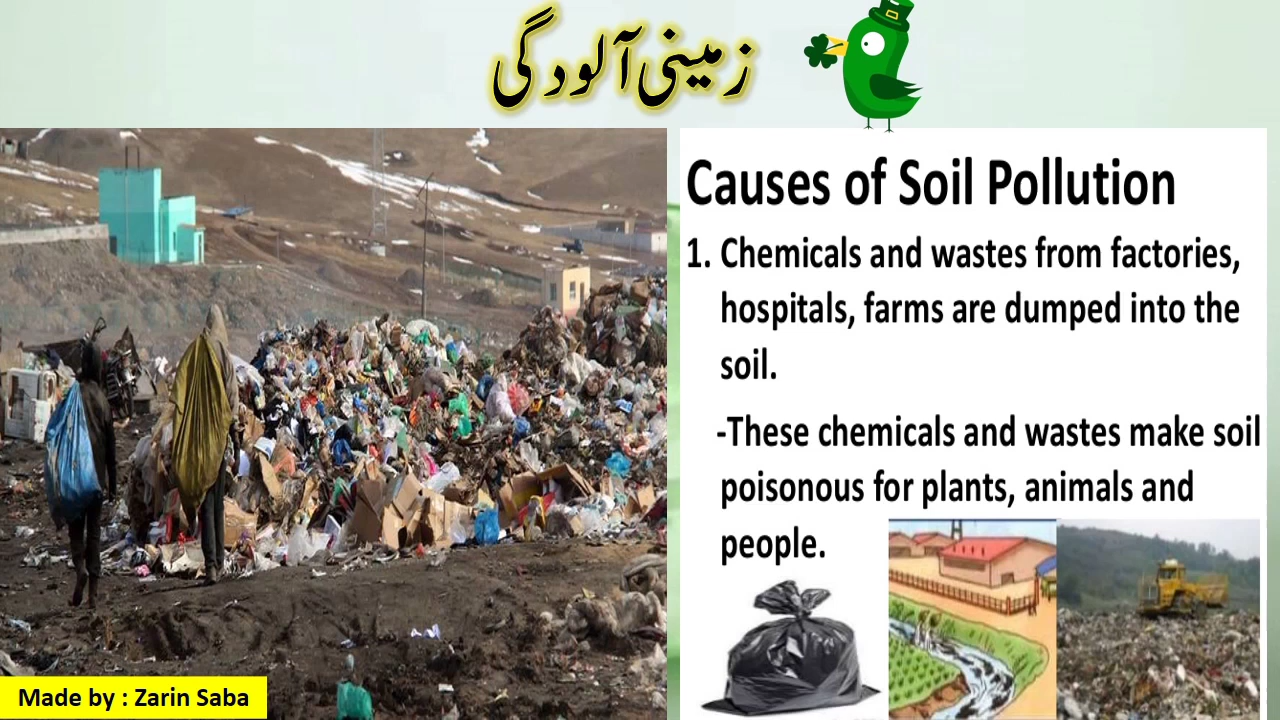 زمینی آلودگی
Causes of Soil Pollution
1. Chemicals and wastes from factories,
hospitals, farms are dumped into the
soil.
-These chemicals and wastes make soil
poisonous for plants, animals and
people.
Made by : Zarin Saba